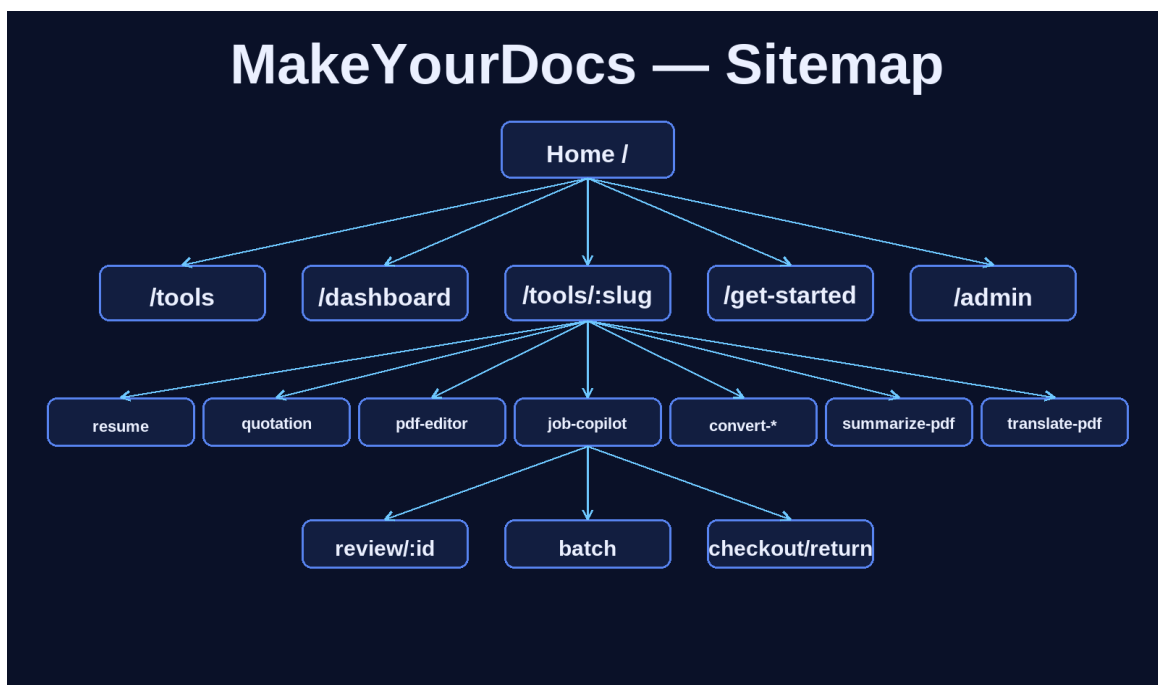 MakeYourDocs — Sitemap
Home /
/tools
/dashboard
/tools/:slug
/get-started
/admin
resume
quotation
pdf-editor
job-copilot
convert-*
summarize-pdf
translate-pdf
review/:id
batch
checkout/return